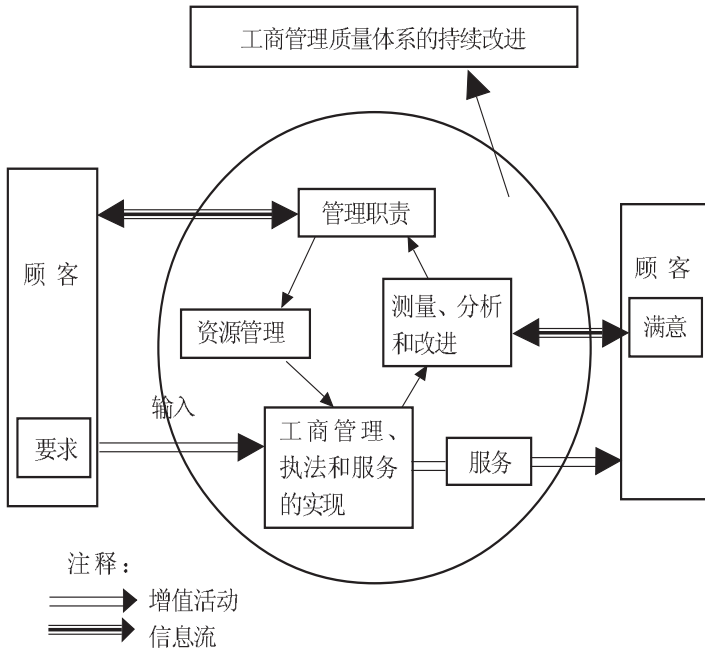 工商管理质量体系的持续改进
管理职责
顾客
顾客
测量、分析
和改进
资源管理
满意
输入
工商管理、
执法和服务
的实现
要求
服务
注释：
增值活动
信息流